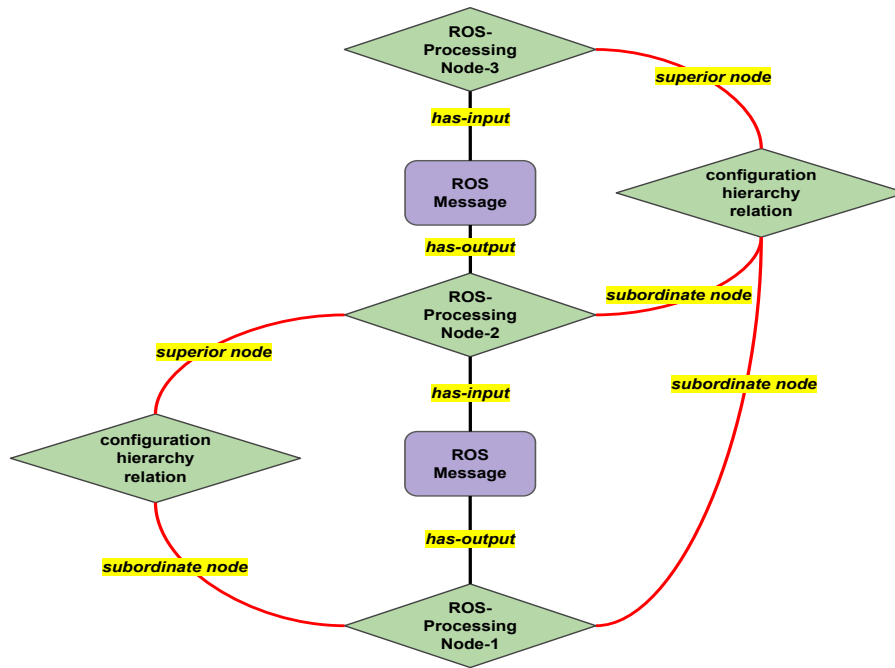 ROS-
Processing
Node-3
superior node
has-input
ROS
Message
configuration
hierarchy
relation
has-output
ROS-
Processing
Node-2
subordinate node
superior node
subordinate node
has-input
configuration
hierarchy
relation
ROS
Message
has-output
subordinate node
ROS-
Processing
Node-1